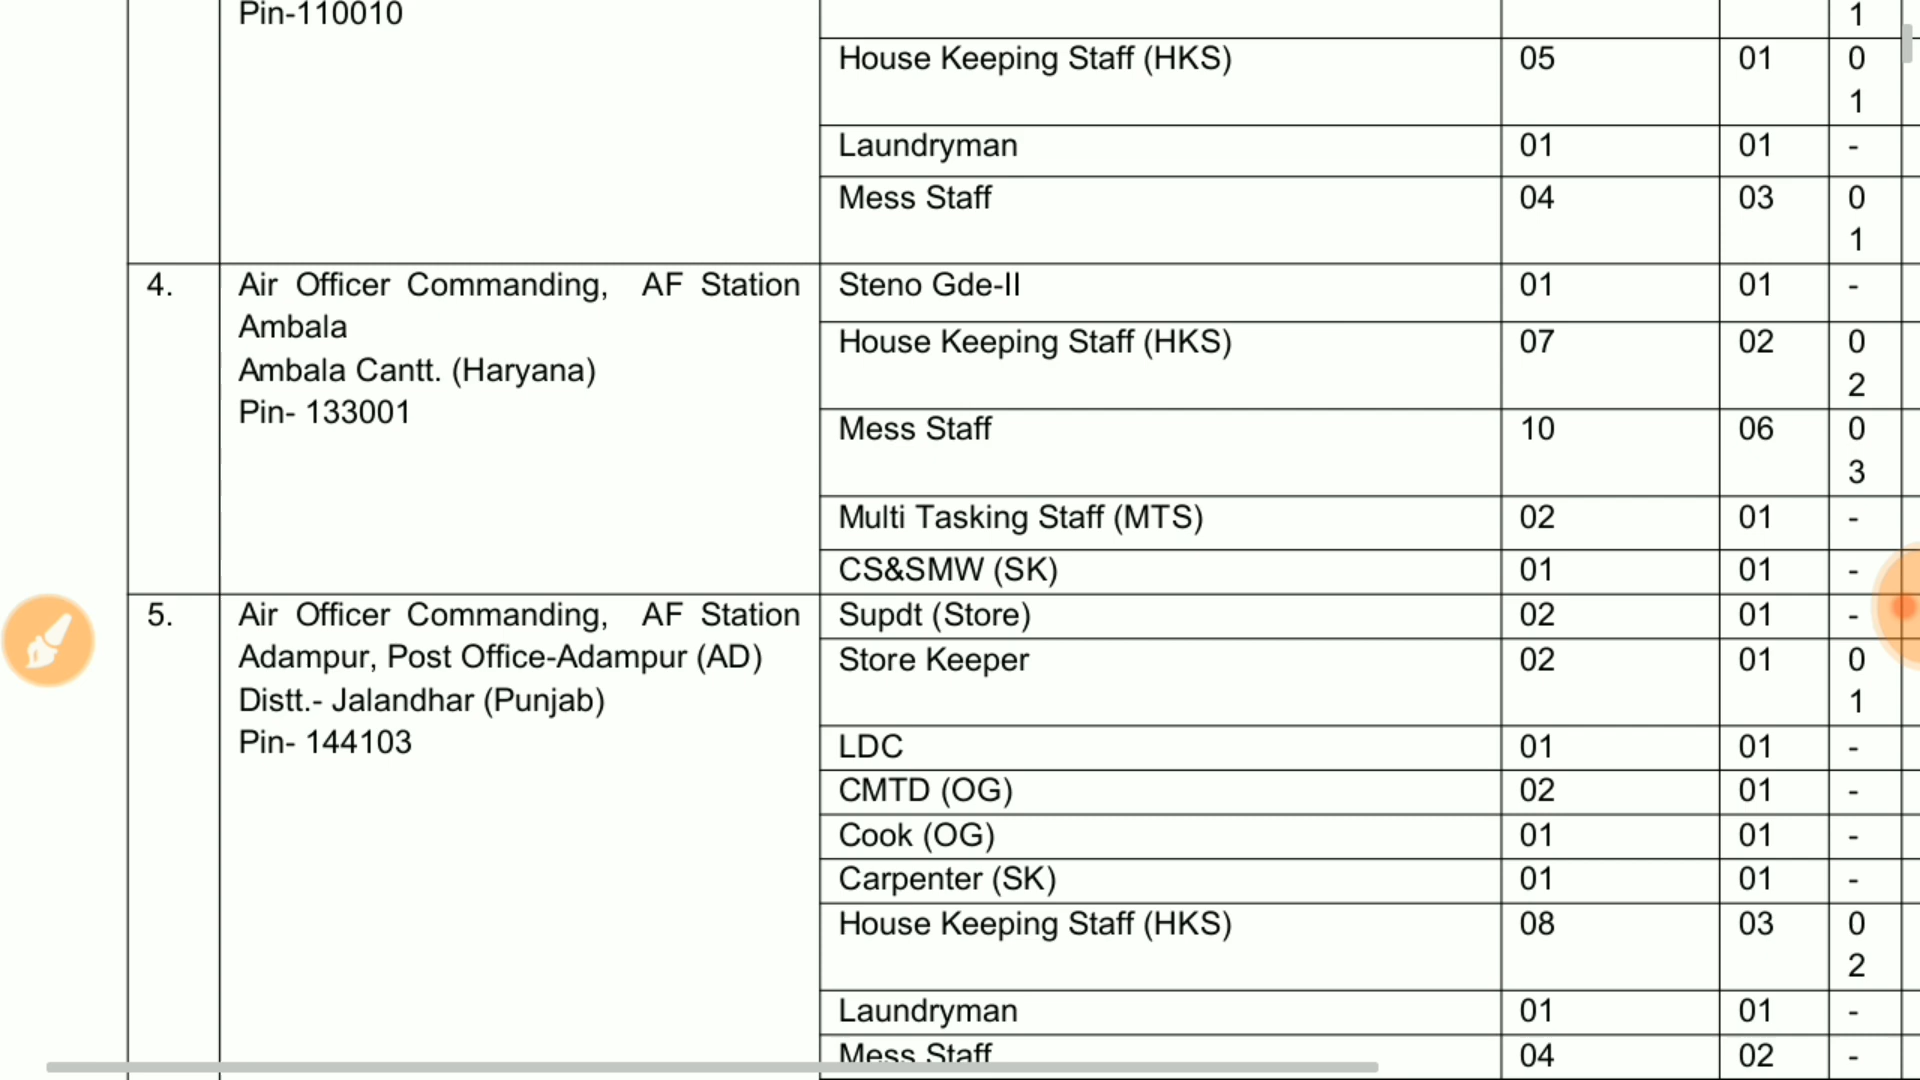 Pin-110010 1
House Keeping Staff (HKS) 05 01 0
1
Laundryman 01 01 -
Mess Staff 04 03 0
1
4. Air Officer Commanding, AF Station Steno Gde-II 01 01 -
Ambala
House Keeping Staff (HKS) 07 02 0
Ambala Cantt. (Haryana) 2
Pin- 133001
Mess Staff 10 06 0
3
Multi Tasking Staff (MTS) 02 01 -
CS&SMW (SK) 01 01 -
5. Air Officer Commanding, AF Station Supdt (Store) 02 01 -
Adampur, Post Office-Adampur (AD) Store Keeper 02 01 0
Distt.- Jalandhar (Punjab) 1
Pin- 144103 LDC 01 01 -
CMTD (OG) 02 01 -
Cook (OG) 01 01 -
Carpenter (SK) 01 01 -
House Keeping Staff (HKS) 08 03 0
2
Laundryman 01 01 -
Mess Staff 04 02 -